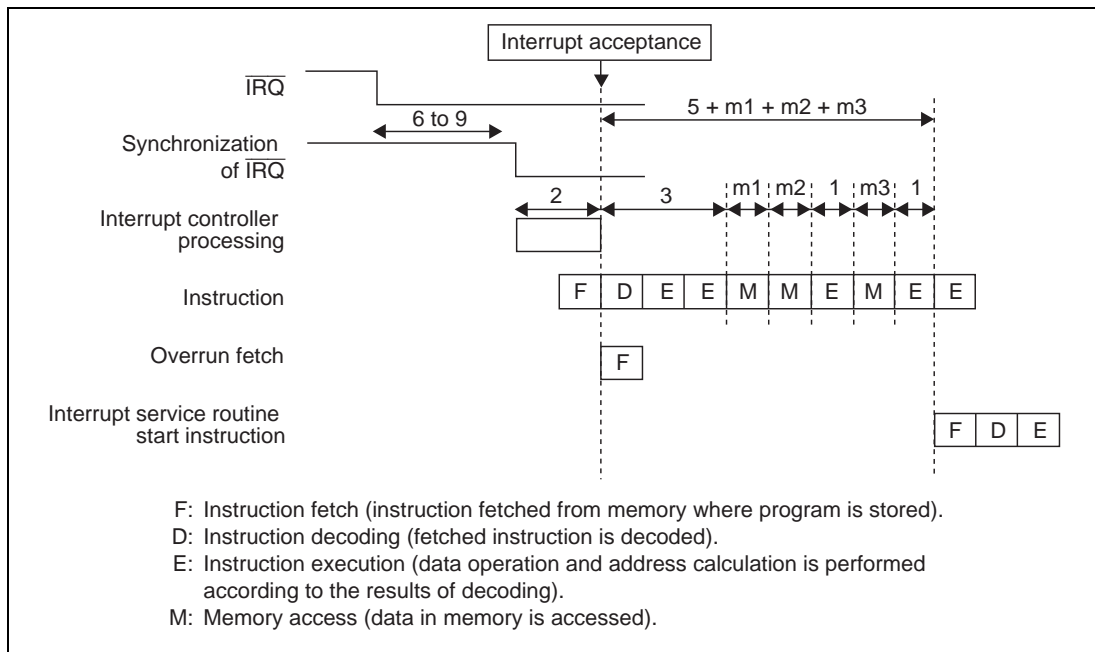 Interrupt acceptance
IRQ
5 + m1 + m2 + m3
6 to 9
Synchronization
of IRQ
m1 m2 1 m3 1
2 3
Interrupt controller
processing
Instruction
F D E E M M E M E E
Overrun fetch
F
Interrupt service routine
start instruction
F D E
F: Instruction fetch (instruction fetched from memory where program is stored).
D: Instruction decoding (fetched instruction is decoded).
E: Instruction execution (data operation and address calculation is performed
according to the results of decoding).
M: Memory access (data in memory is accessed).